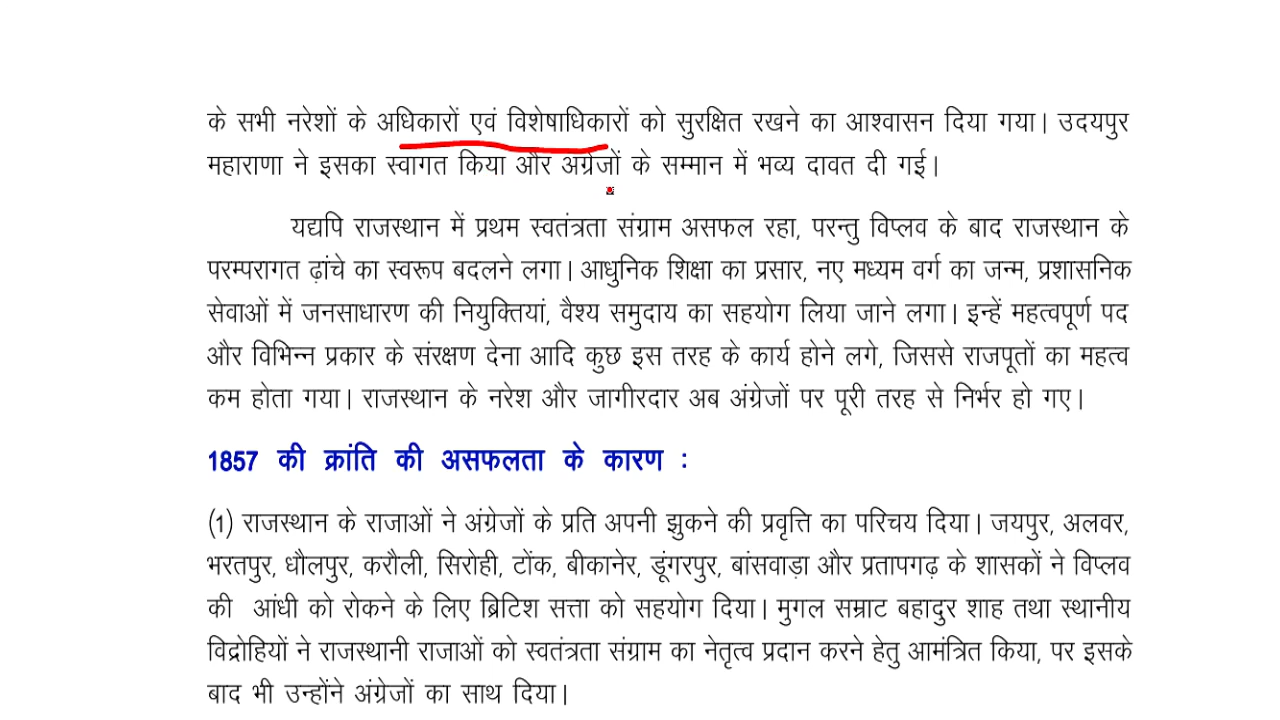 के सभी नरेशों के अधिकारों एवं विशेषाधिकारों को सुरक्षित रखने का आश्वासन दिया गया। उदयपुर
महाराणा ने इसका स्वागत किया और अंग्रेजों के सम्मान में भव्य दावत दी गई।
यद्यपि राजस्थान में प्रथम स्वतंत्रता संग्राम असफल रहा, परन्तु विप्लव के बाद राजस्थान के
परम्परागत ढ़ांचे का स्वरूप बदलने लगा। आधुनिक शिक्षा का प्रसार, नए मध्यम वर्ग का जन्म, प्रशासनिक
सेवाओं में जनसाधारण की नियुक्तियां, वैश्य समुदाय का सहयोग लिया जाने लगा। इन्हें महत्वपूर्ण पद
और विभिन्न प्रकार के संरक्षण देना आदि कुछ इस तरह के कार्य होने लगे, जिससे राजपूतों का महत्व
कम होता गया। राजस्थान के नरेश और जागीरदार अब अंग्रेजों पर पूरी तरह से निर्भर हो गए।
1857 की क्रांति की असफलता के कारण :
(1) राजस्थान के राजाओं ने अंग्रेजों के प्रति अपनी झुकने की प्रवृत्ति का परिचय दिया। जयपुर, अलवर,
भरतपुर, धौलपुर, करौली, सिरोही, टोंक, बीकानेर, डूंगरपुर, बांसवाड़ा और प्रतापगढ़ के शासकों ने विप्लव
की आंधी को रोकने के लिए ब्रिटिश सत्ता को सहयोग दिया। मुगल सम्राट बहादुर शाह तथा स्थानीय
विद्रोहियों ने राजस्थानी राजाओं को स्वतंत्रता संग्राम का नेतृत्व प्रदान करने हेतु आमंत्रित किया, पर इसके
बाद भी उन्होंने अंग्रेजों का साथ दिया।